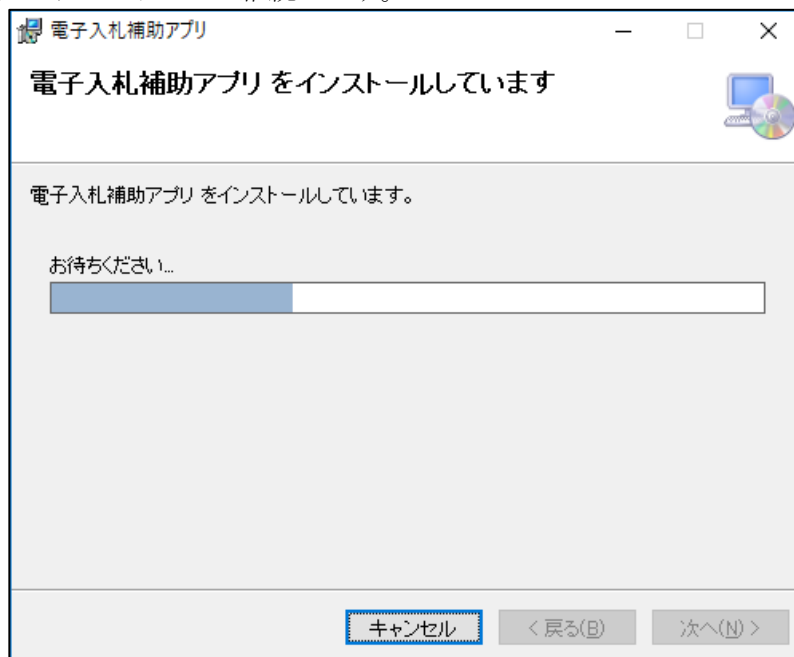 電子入札補助アプリ
電子入札補助アプリ をインストールしています
電子入札補助アプリ をインストールしています。
お待ちください...
キャンセル
< 戻る(B)
次へ(N) >